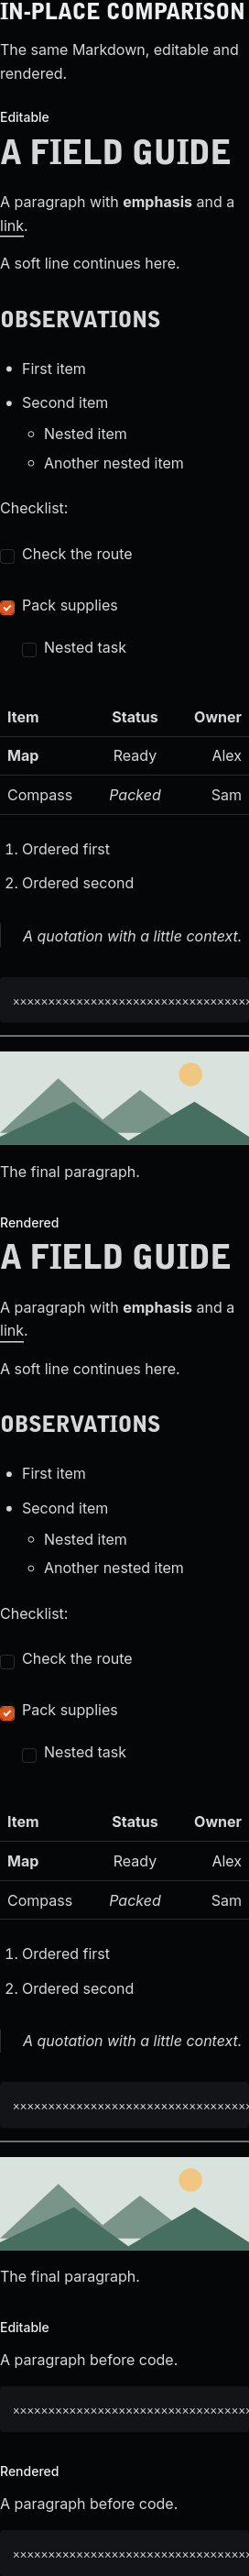 IN-PLACE COMPARISON
The same Markdown, editable and
rendered.
Editable
A FIELD GUIDE
A paragraph with emphasis and a
link.
A soft line continues here.
OBSERVATIONS
First item
Second item
Nested item
Another nested item
Checklist:
Check the route
Pack supplies
Nested task
Item Status Owner
Map Ready Alex
Compass Packed Sam
1. Ordered first
2. Ordered second
A quotation with a little context.
xxxxxxxxxxxxxxxxxxxxxxxxxxxxxxxxxx
The final paragraph.
Rendered
A FIELD GUIDE
A paragraph with emphasis and a
link.
A soft line continues here.
OBSERVATIONS
First item
Second item
Nested item
Another nested item
Checklist:
Check the route
Pack supplies
Nested task
Item Status Owner
Map Ready Alex
Compass Packed Sam
1. Ordered first
2. Ordered second
A quotation with a little context.
xxxxxxxxxxxxxxxxxxxxxxxxxxxxxxxxxx
The final paragraph.
Editable
A paragraph before code.
xxxxxxxxxxxxxxxxxxxxxxxxxxxxxxxxxx
Rendered
A paragraph before code.
xxxxxxxxxxxxxxxxxxxxxxxxxxxxxxxxxx